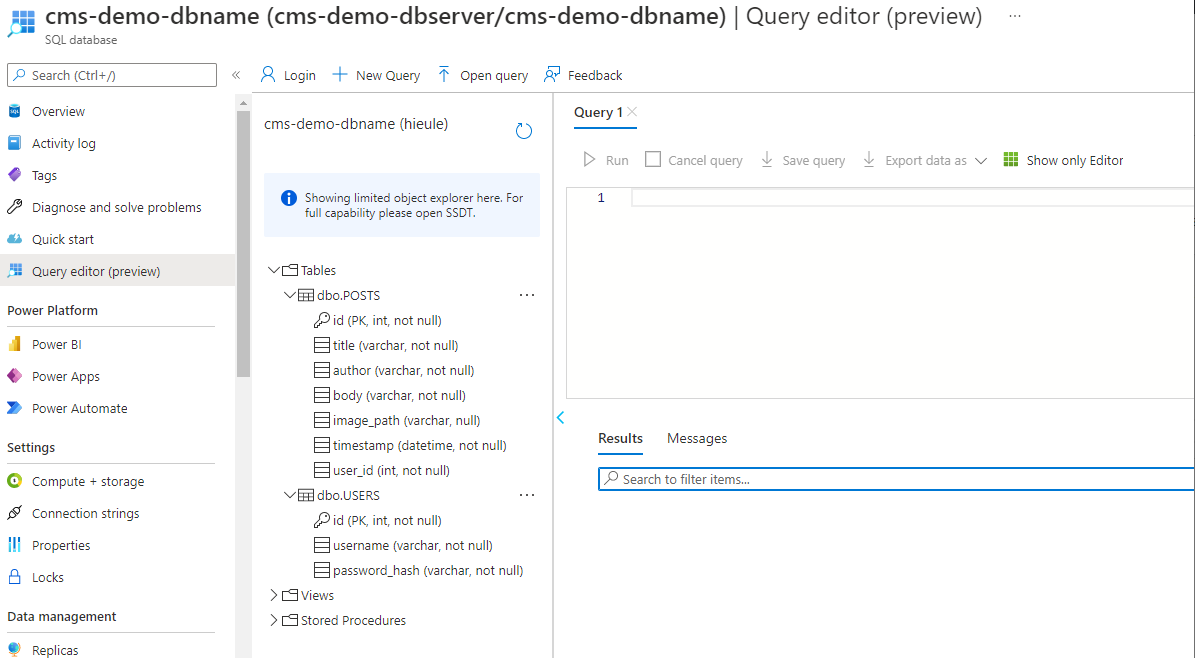 cms-demo-dbname (cms-demo-dbserver/cms-demo-dbname) | Query editor (preview) ...
SQL database
Search (Ctrl+/)
«
Overview
Activity log
Tags
Diagnose and solve problems
Quick start
Query editor (preview)
Power Platform
Power BI
Power Apps
Power Automate
Settings
Compute + storage
Connection strings
Properties
Locks
Data management
Replicas
Login
New Query
Open query
Feedback
cms-demo-dbname (hieule)
Showing limited object explorer here. For
full capability please open SSDT.
Tables
dbo.POSTS ...
id (PK, int, not null)
title (varchar, not null)
author (varchar, not null)
body (varchar, not null)
image_path (varchar, null)
timestamp (datetime, not null)
user_id (int, not null)
dbo.USERS ...
id (PK, int, not null)
username (varchar, not null)
password_hash (varchar, not null)
Views
Stored Procedures
Query 1
Run
Cancel query
Save query
Export data as
Show only Editor
1
Results
Messages
Search to filter items...